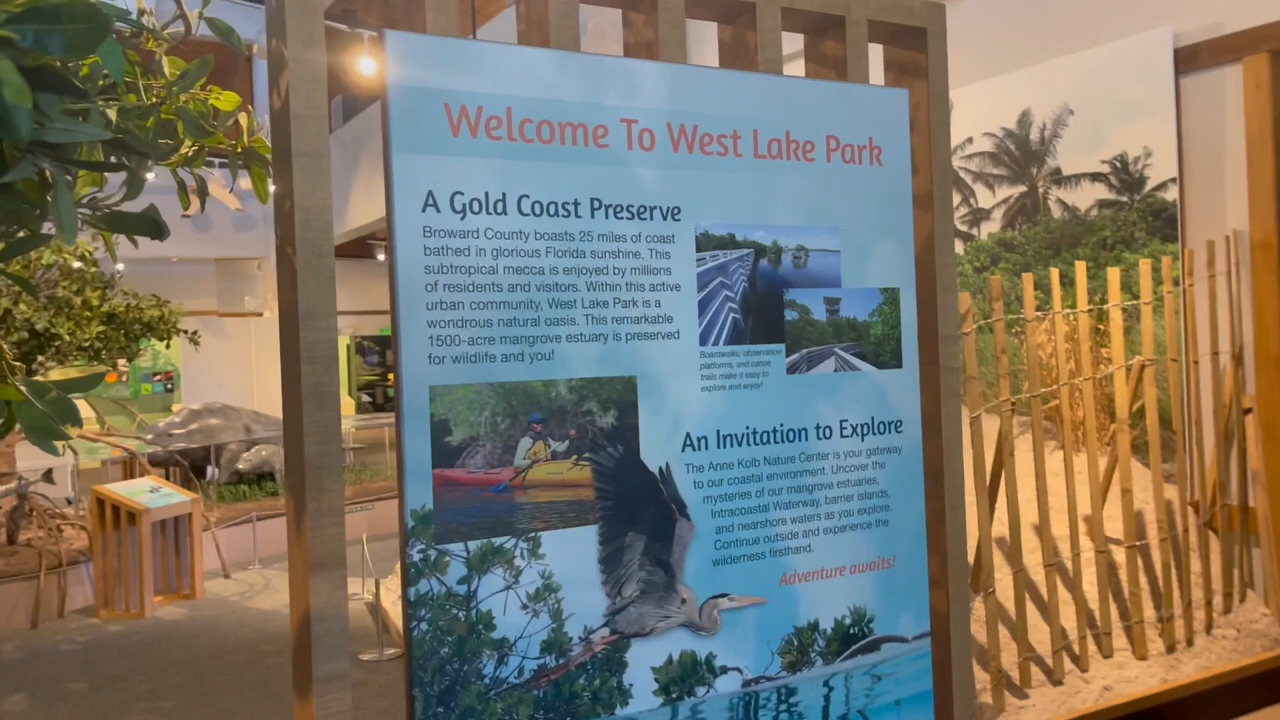 Welcome To West Lake Park
A Gold Coast Preserve
Broward County boasts 25 miles of coast
bathed in glorious Florida sunshine. This
subtropical mecca is enjoyed by millions
of residents and visitors. Within this active
urban community, West Lake Park is a
wondrous natural oasis. This remarkable
1500-acre mangrove estuary is preserved
for wildlife and you!
Boardwalks, observation
platforms, and canoe
trails make it easy to
explore and enjoy!
An Invitation to Explore
The Anne Kolb Nature Center is your gateway
to our coastal environment. Uncover the
mysteries of our mangrove estuaries,
Intracoastal Waterway, barrier islands,
and nearshore waters as you explore.
Continue outside and experience the
wilderness firsthand.
Adventure awaits!